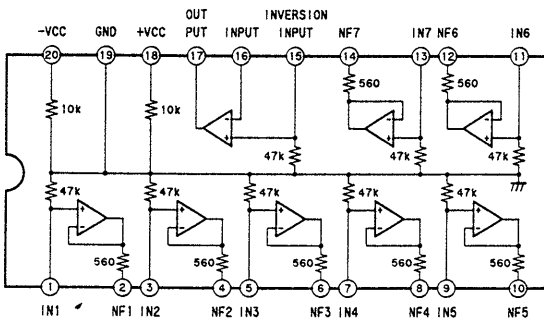 OUT INVERSION
-VCC GND +VCC PUT INPUT INPUT NF7 IN7 NF6 IN6
20 19 18 17 16 15 14 13 12 11
560 560
10k 10k
- + - + - +
47k 47k 47k
47k 47k 47k 47k 47k
+ - + - + - + - + -
560 560 560 560 560
1 2 3 4 5 6 7 8 9 10
IN1 NF1 IN2 NF2 IN3 NF3 IN4 NF4 IN5 NF5